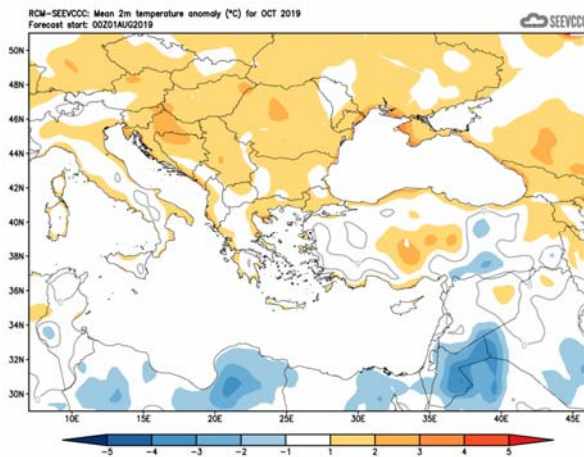 RCM-SEEVCCC: Mean 2m temperature anomaly (°C) for OCT 2019
Forecast start: 00Z01AUG2019
SEEVCCC
50N
48N
46N
44N
42N
40N
38N
36N
34N
32N
30N
10E 15E 20E 25E 30E 35E 40E 45E
-5 -4 -3 -2 -1 1 2 3 4 5